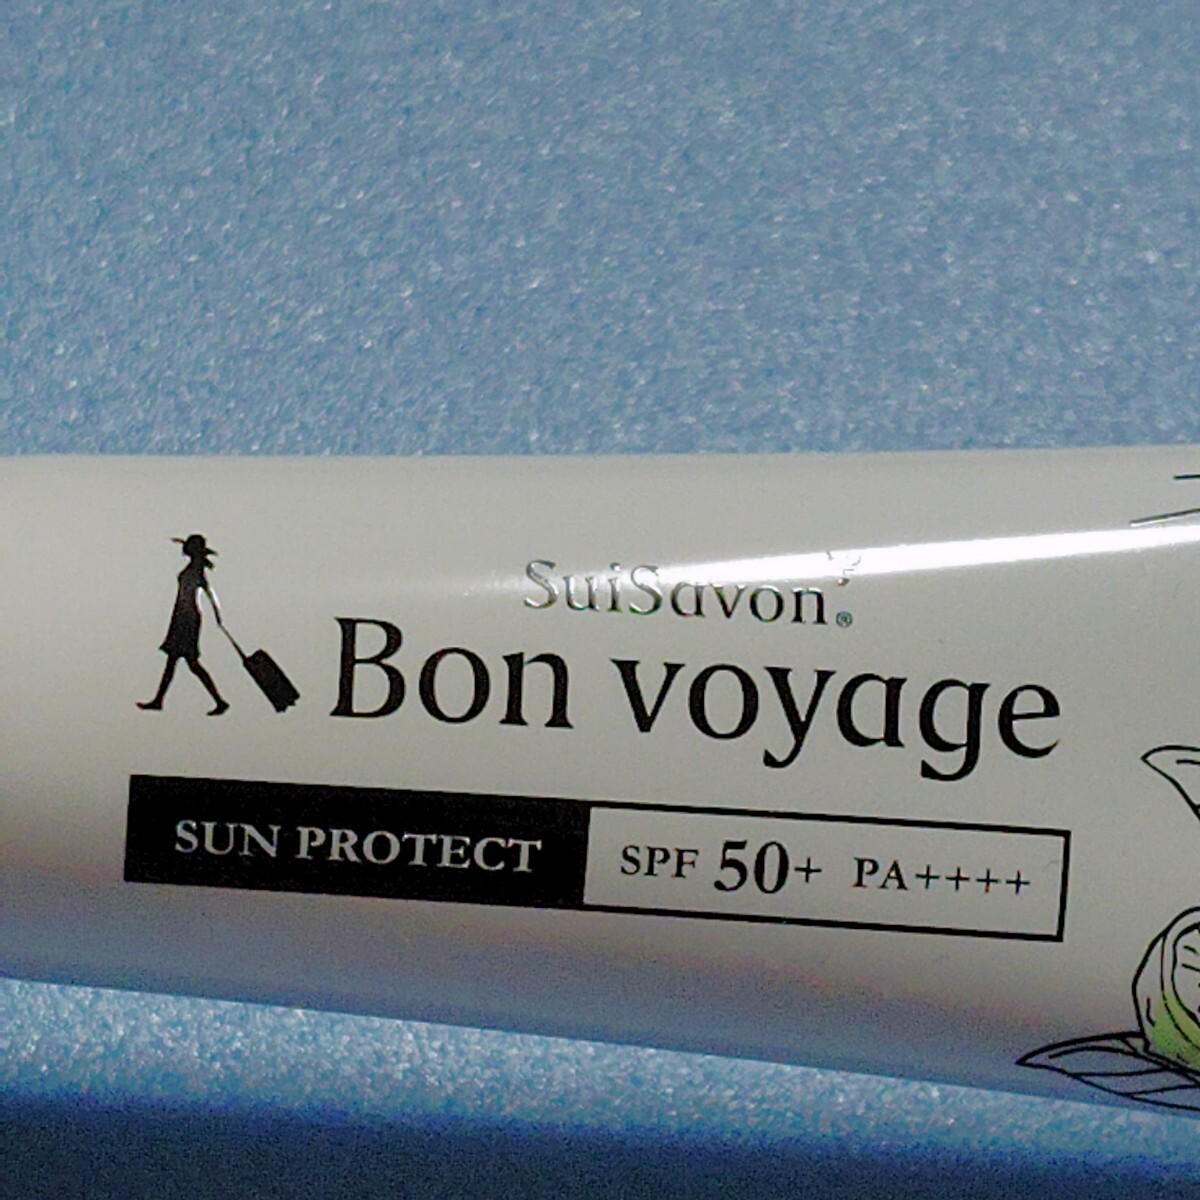 SuiSavon®
Bon voyage
SUN PROTECT SPF 50+ PA++++